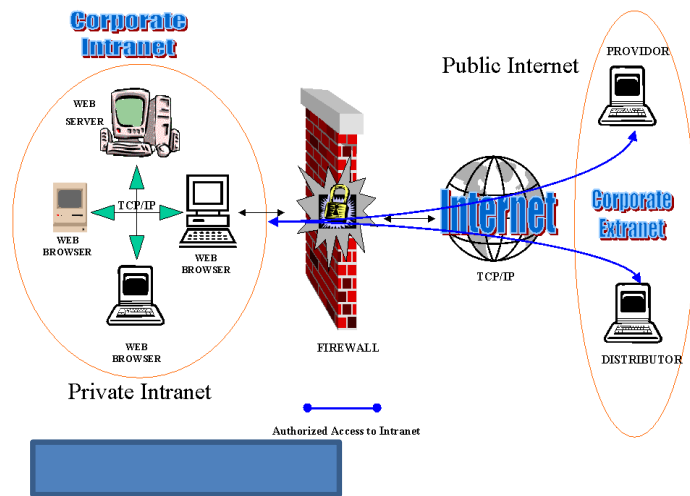 Corporate
Intranet
WEB
SERVER
TCP/IP
WEB
BROWSER
WEB
BROWSER
WEB
BROWSER
Private Intranet
FIREWALL
Public Internet
Internet
TCP/IP
PROVIDOR
Corporate
Extranet
DISTRIBUTOR
Authorized Access to Intranet